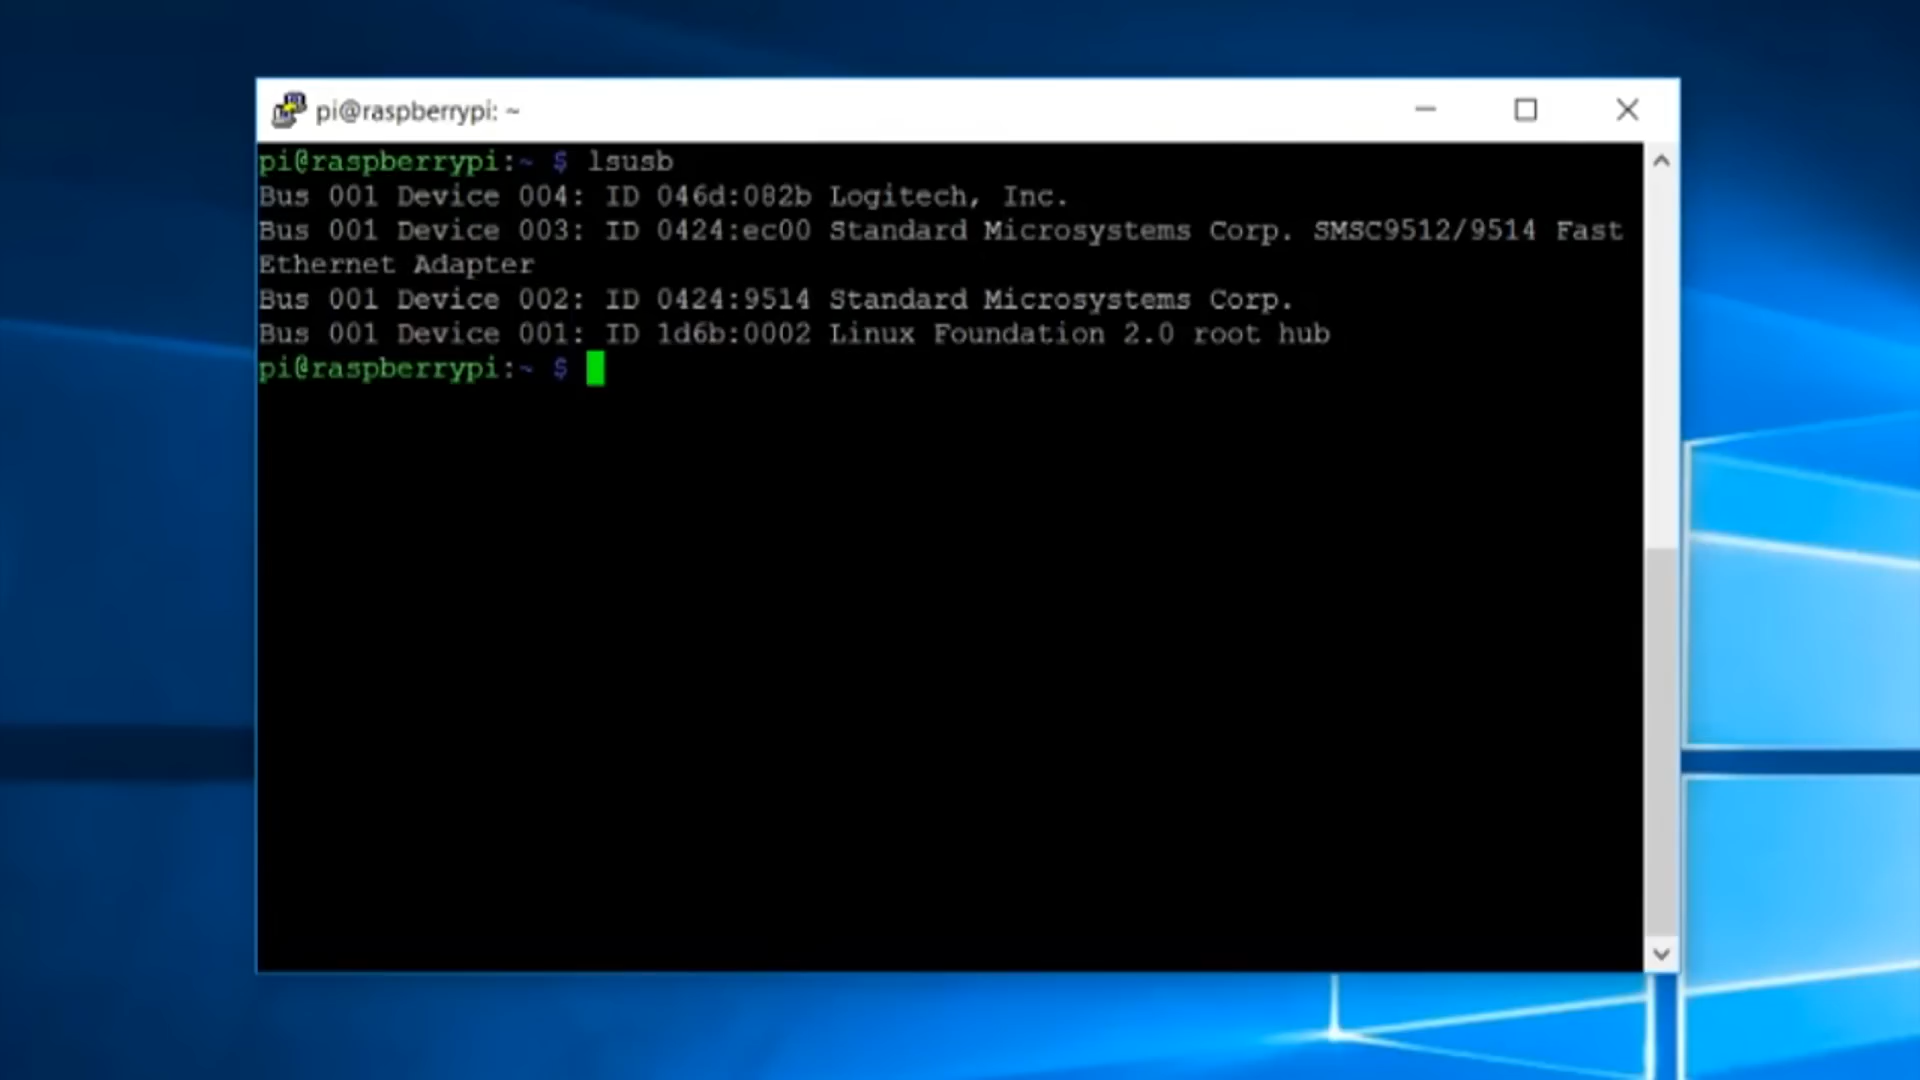 pi@raspberrypi: ~
pi@raspberrypi:~ $ lsusb
Bus 001 Device 004: ID 046d:082b Logitech, Inc.
Bus 001 Device 003: ID 0424:ec00 Standard Microsystems Corp. SMSC9512/9514 Fast
Ethernet Adapter
Bus 001 Device 002: ID 0424:9514 Standard Microsystems Corp.
Bus 001 Device 001: ID 1d6b:0002 Linux Foundation 2.0 root hub
pi@raspberrypi:~ $